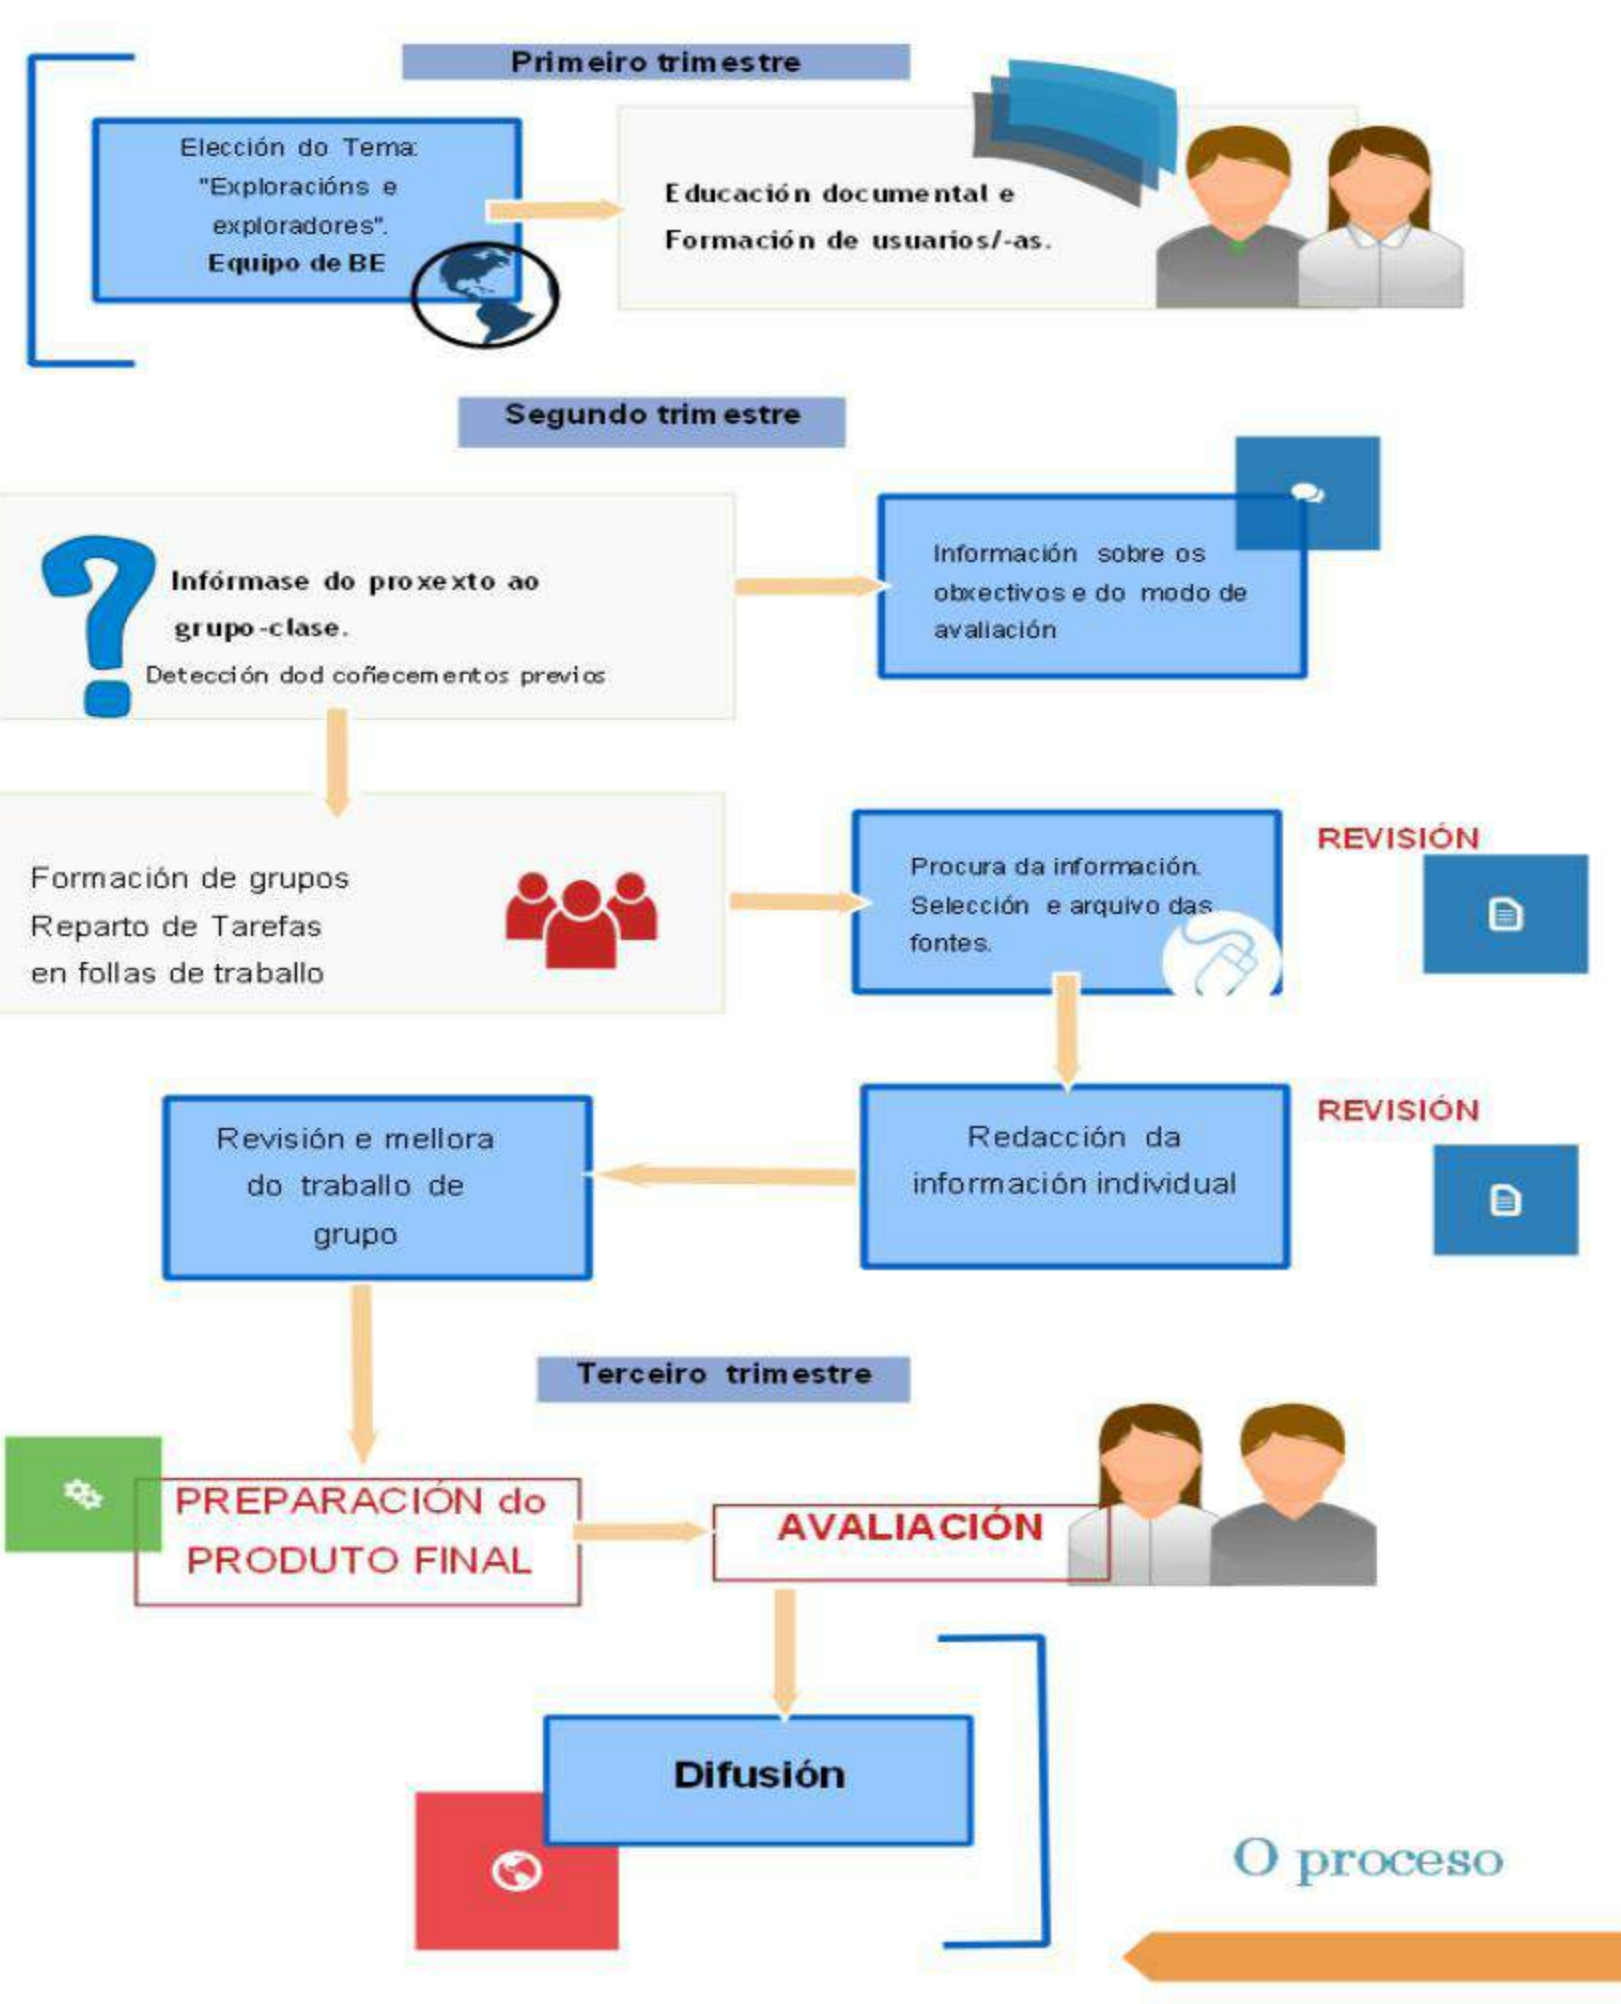 Primeiro trimestre
Elección do Tema:
"Exploracións e
exploradores".
Equipo de BE
Educación documental e
Formación de usuarios/-as.
Segundo trimestre
Infórmase do proxexto ao
grupo-clase.
Detección dod coñecementos previos
Información sobre os
obxectivos e do modo de
avaliación
Formación de grupos
Reparto de Tarefas
en follas de traballo
Procura da información.
Selección e arquivo das
fontes.
REVISIÓN
Redacción da
información individual
REVISIÓN
Revisión e mellora
do traballo de
grupo
Terceiro trimestre
PREPARACIÓN do
PRODUTO FINAL
AVALIACIÓN
Difusión
O proceso